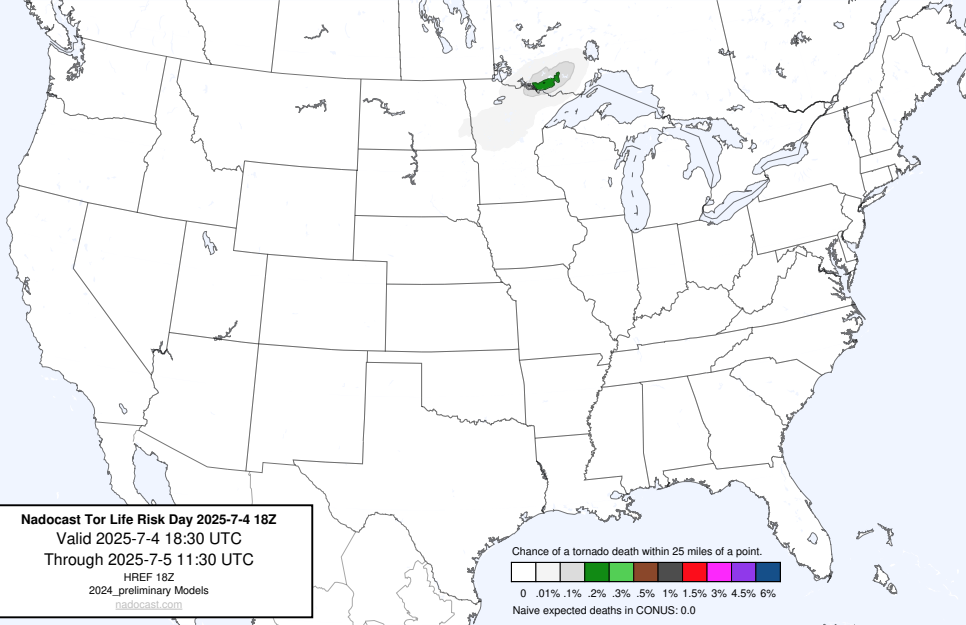 Nadocast Tor Life Risk Day 2025-7-4 18Z
Valid 2025-7-4 18:30 UTC
Through 2025-7-5 11:30 UTC
HREF 18Z
2024_preliminary Models
nadocast.com
Chance of a tornado death within 25 miles of a point.
0 .01% .1% .2% .3% .5% 1% 1.5% 3% 4.5% 6%
Naive expected deaths in CONUS: 0.0